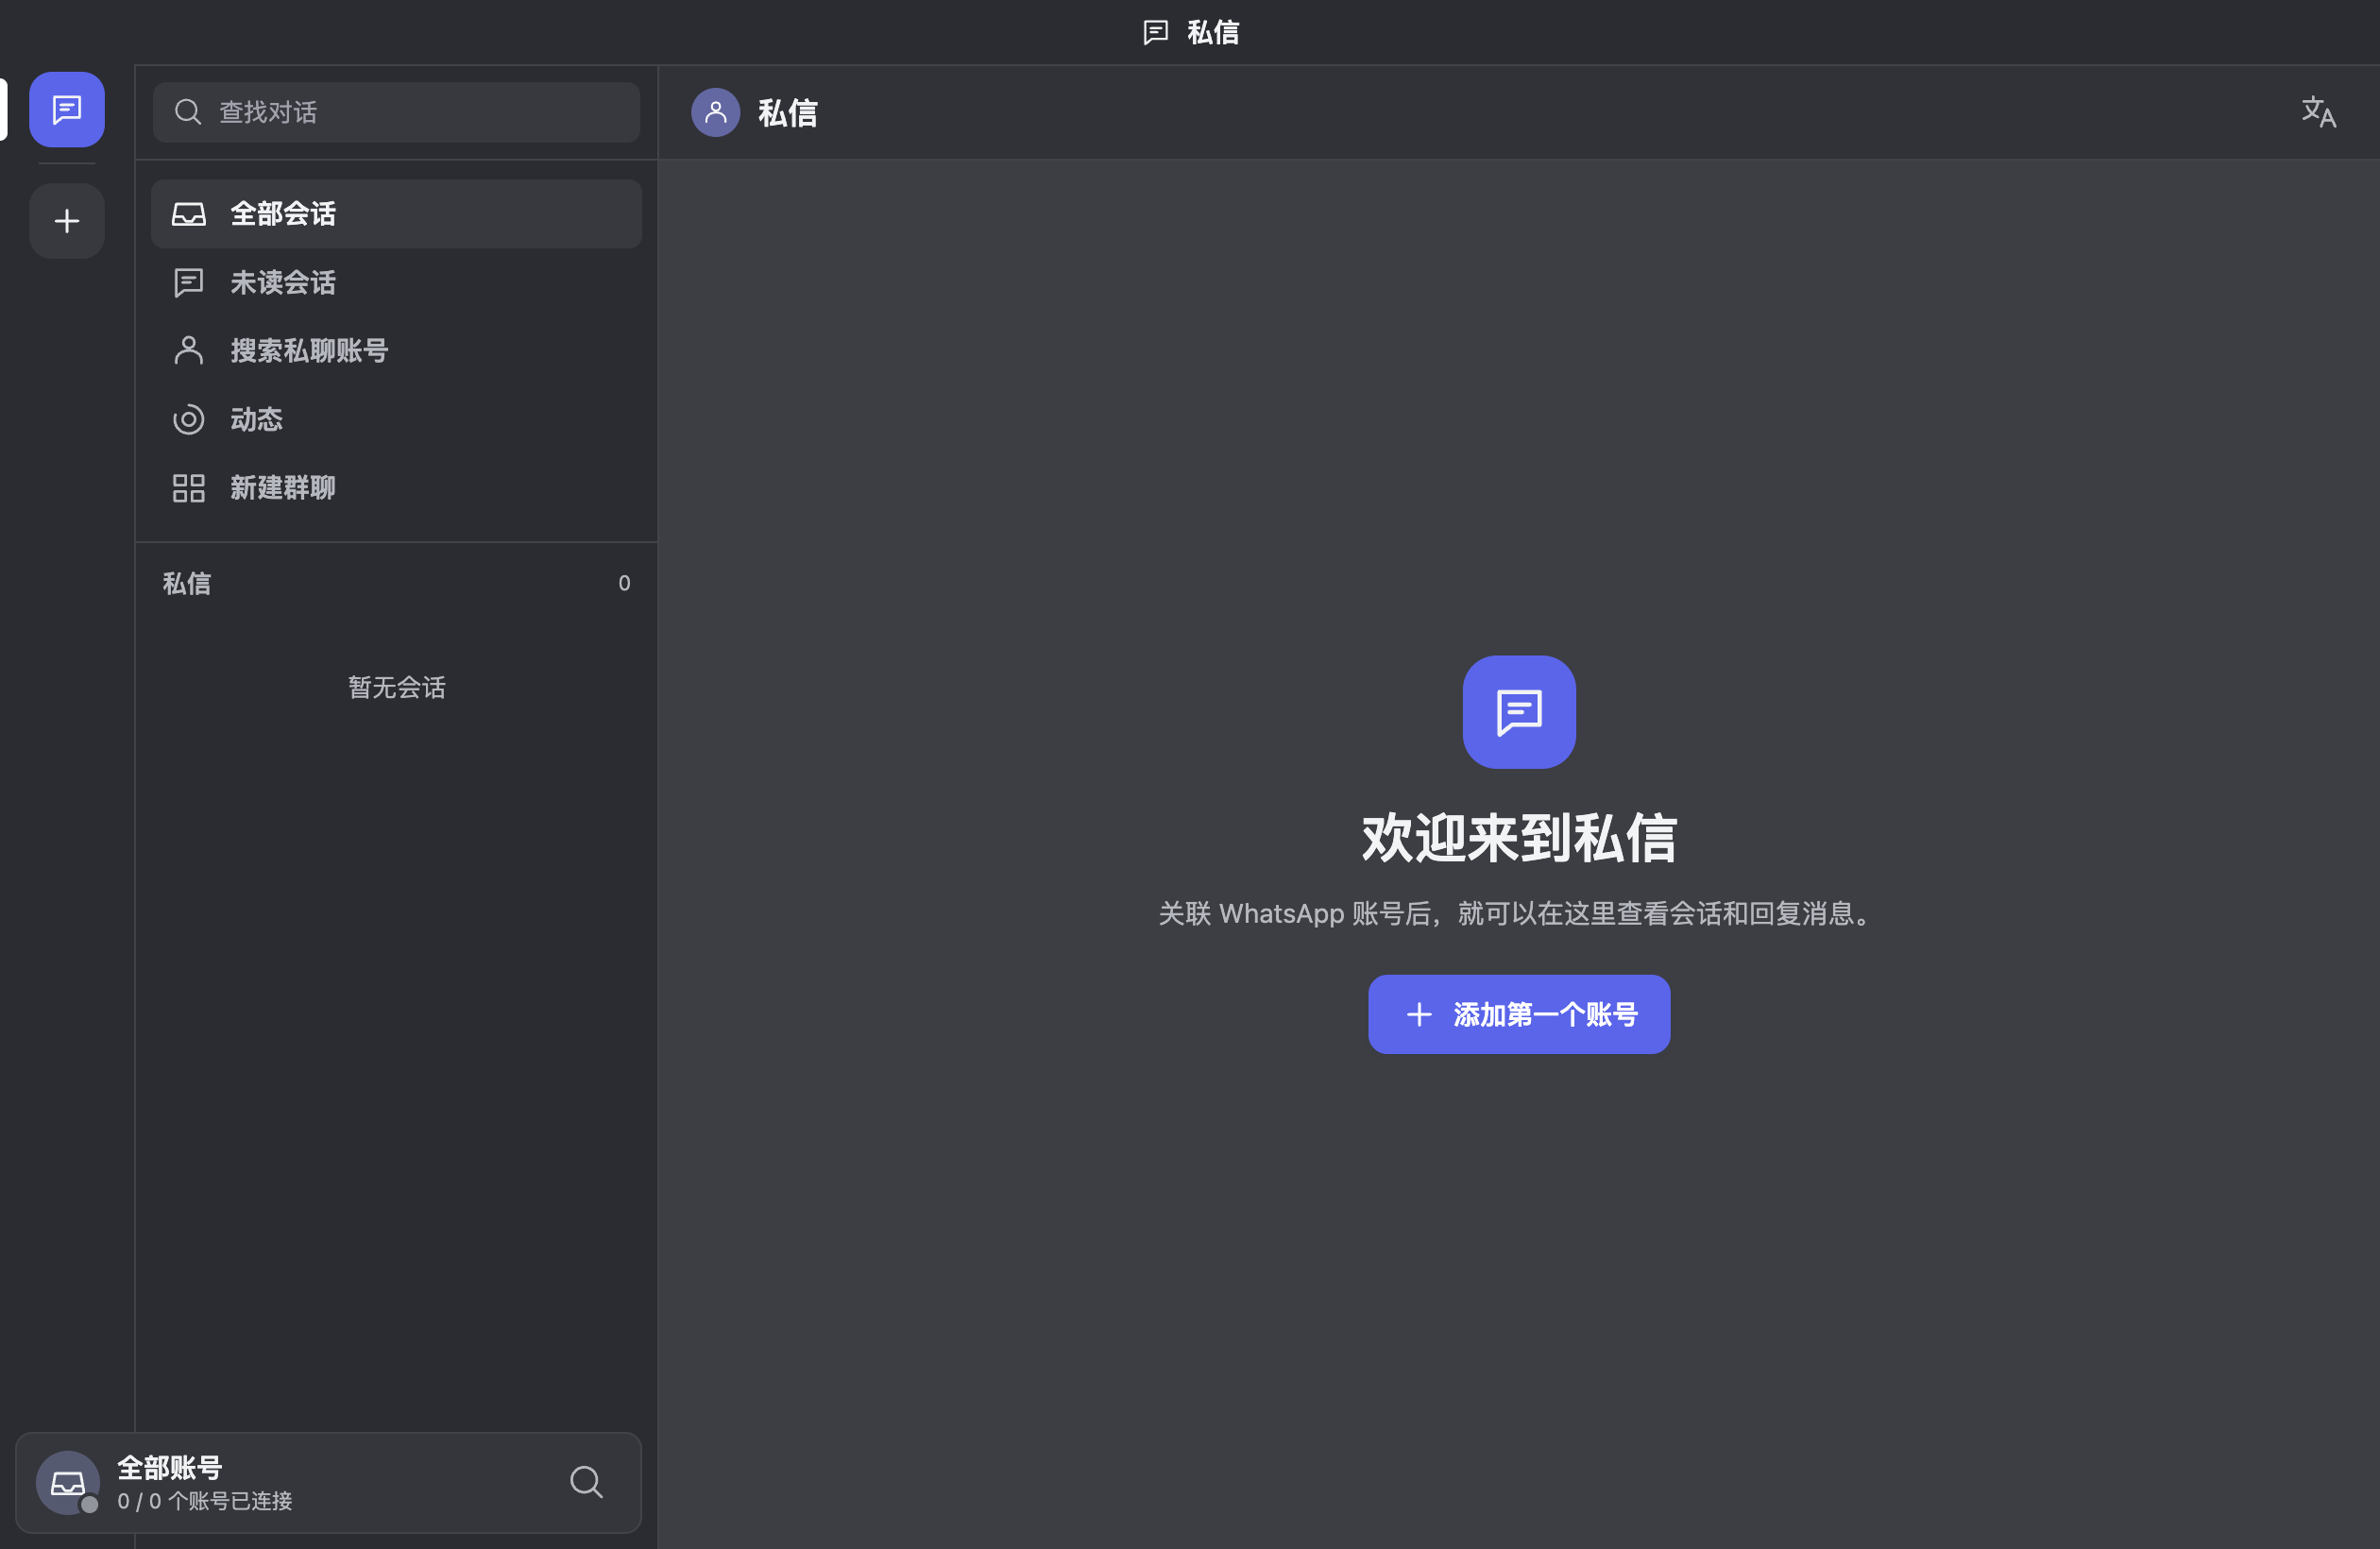 私信
查找对话
私信
全部会话
未读会话
搜索私聊账号
动态
新建群聊
私信 0
暂无会话
欢迎来到私信
关联 WhatsApp 账号后，就可以在这里查看会话和回复消息。
添加第一个账号
全部账号
0 / 0 个账号已连接